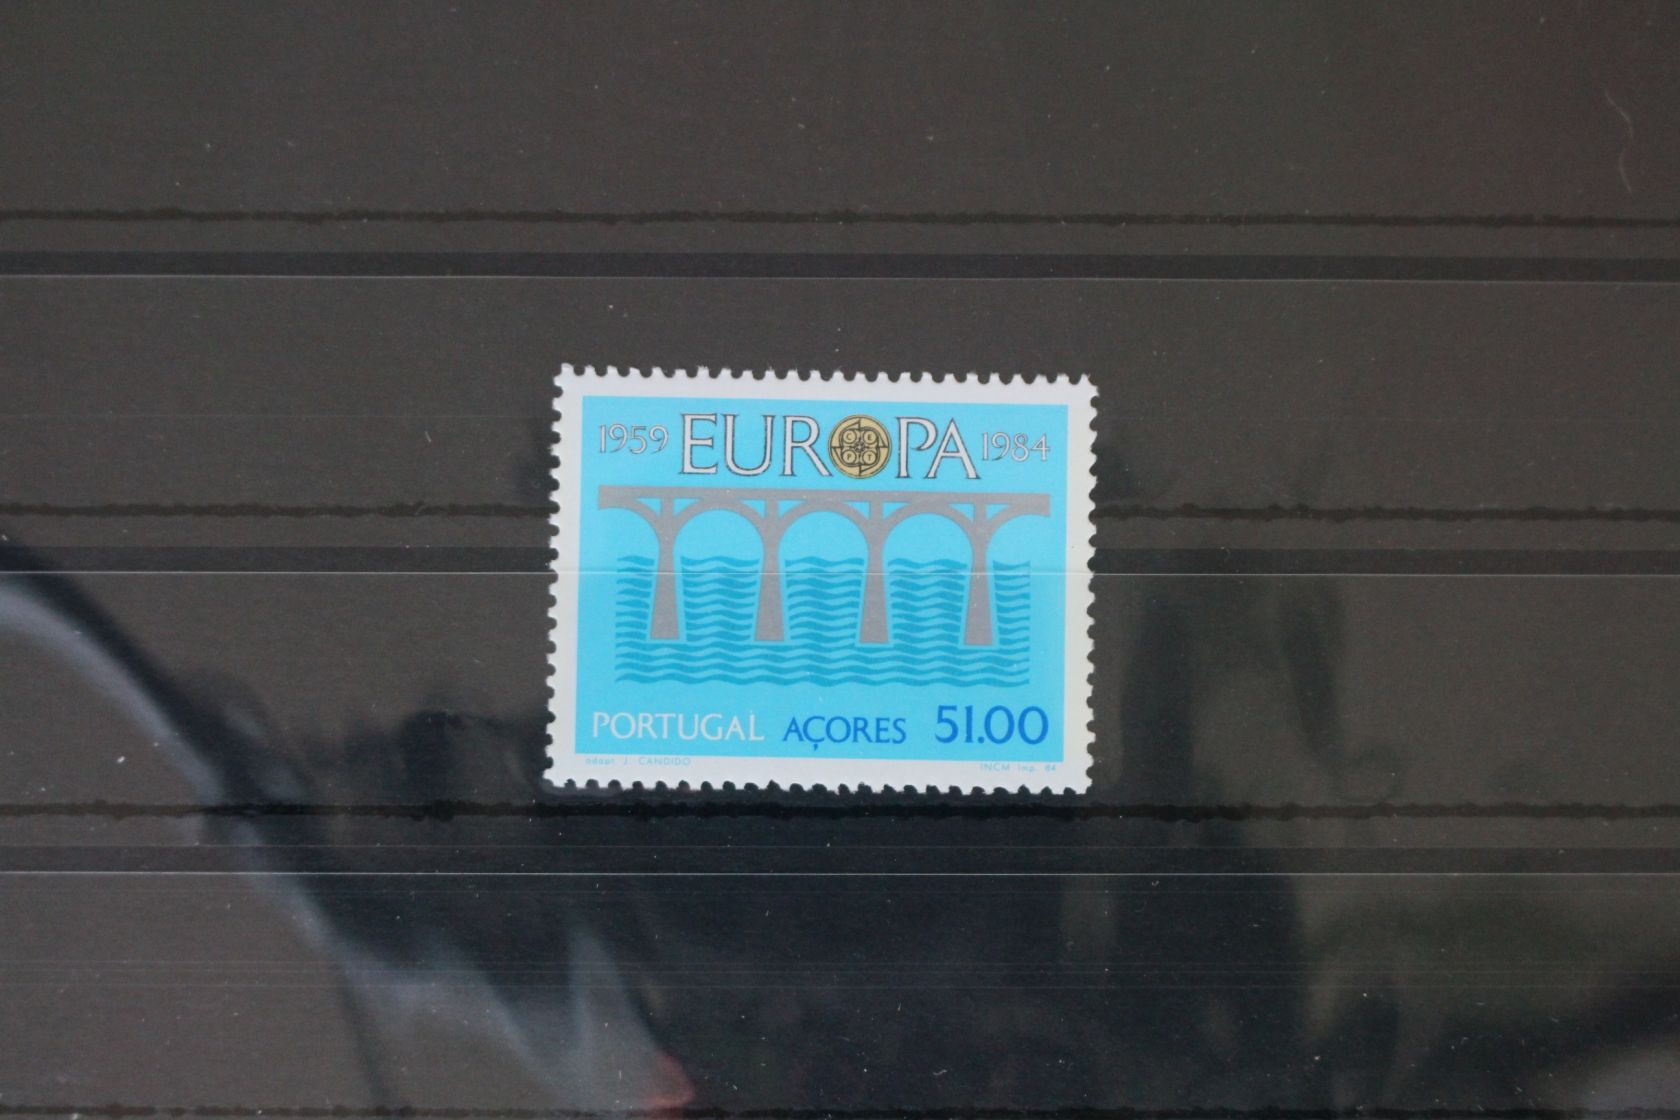 1959 EUROPA 1984
C E
P T
PORTUGAL AÇORES 51.00
adapt J. CANDIDO INCM Imp. 84